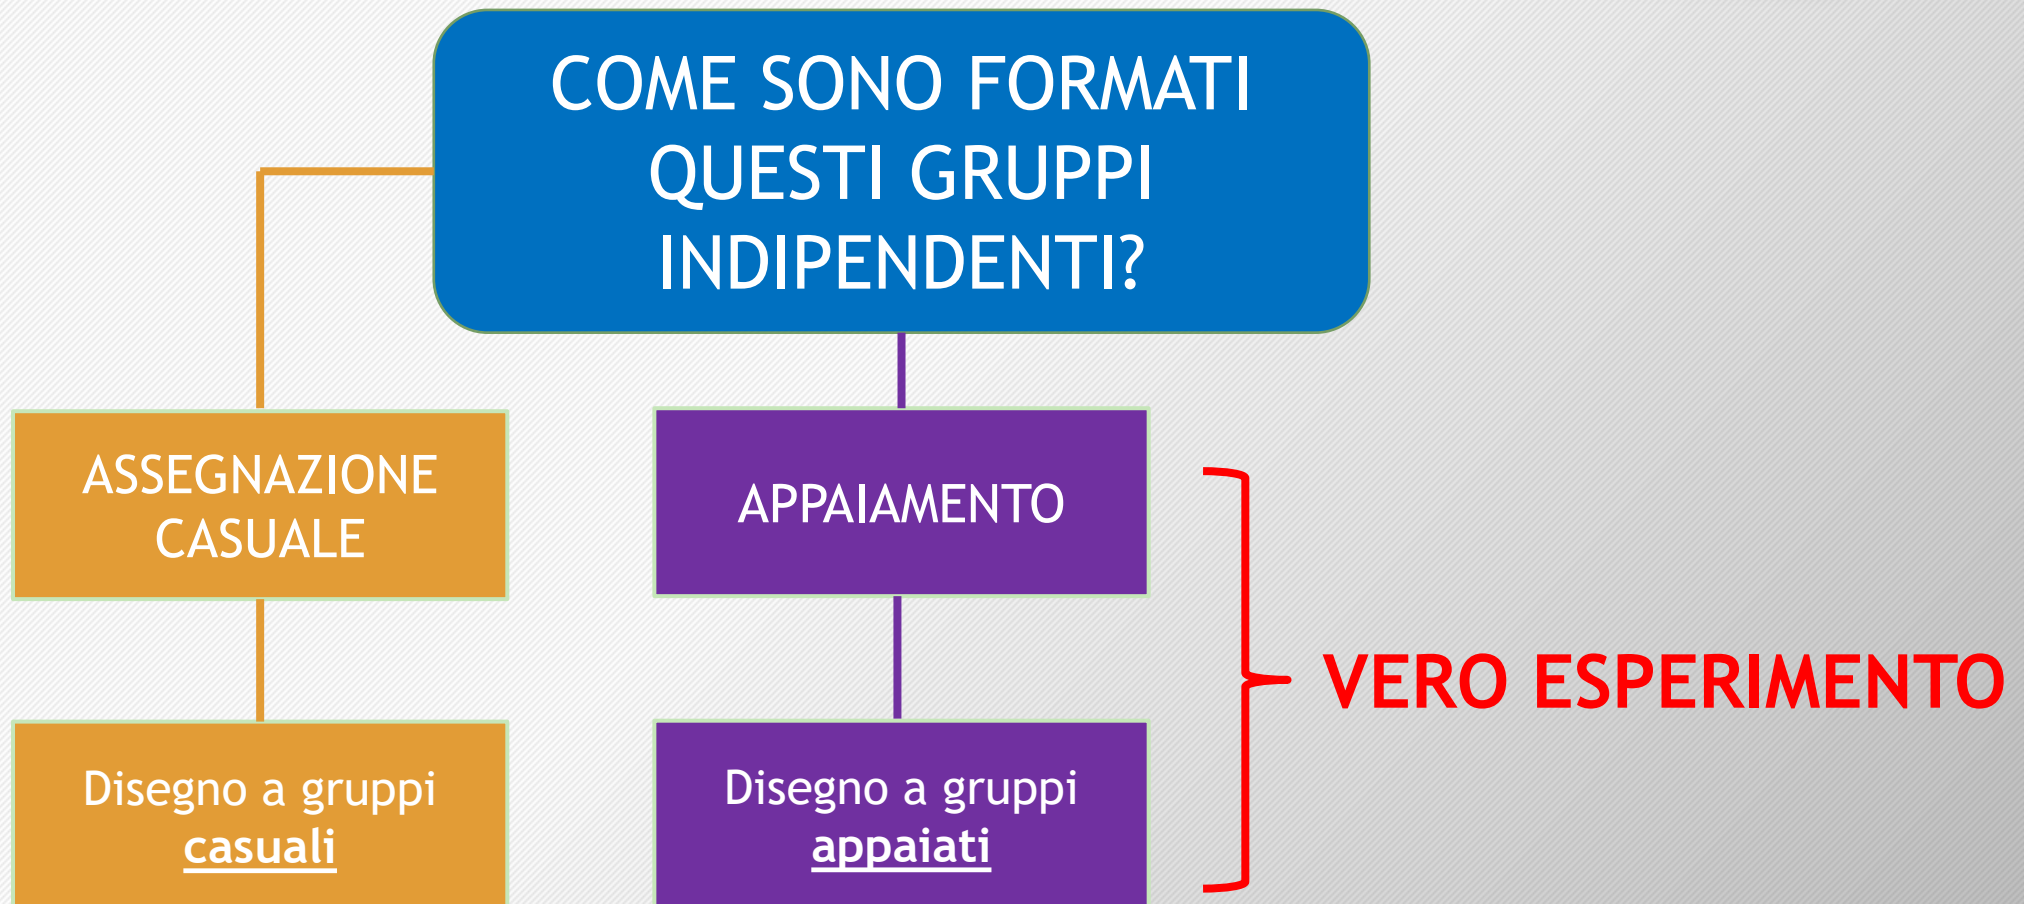 COME SONO FORMATI
QUESTI GRUPPI
INDIPENDENTI?
ASSEGNAZIONE
CASUALE
APPAIAMENTO
VERO ESPERIMENTO
Disegno a gruppi
casuali
Disegno a gruppi
appaiati